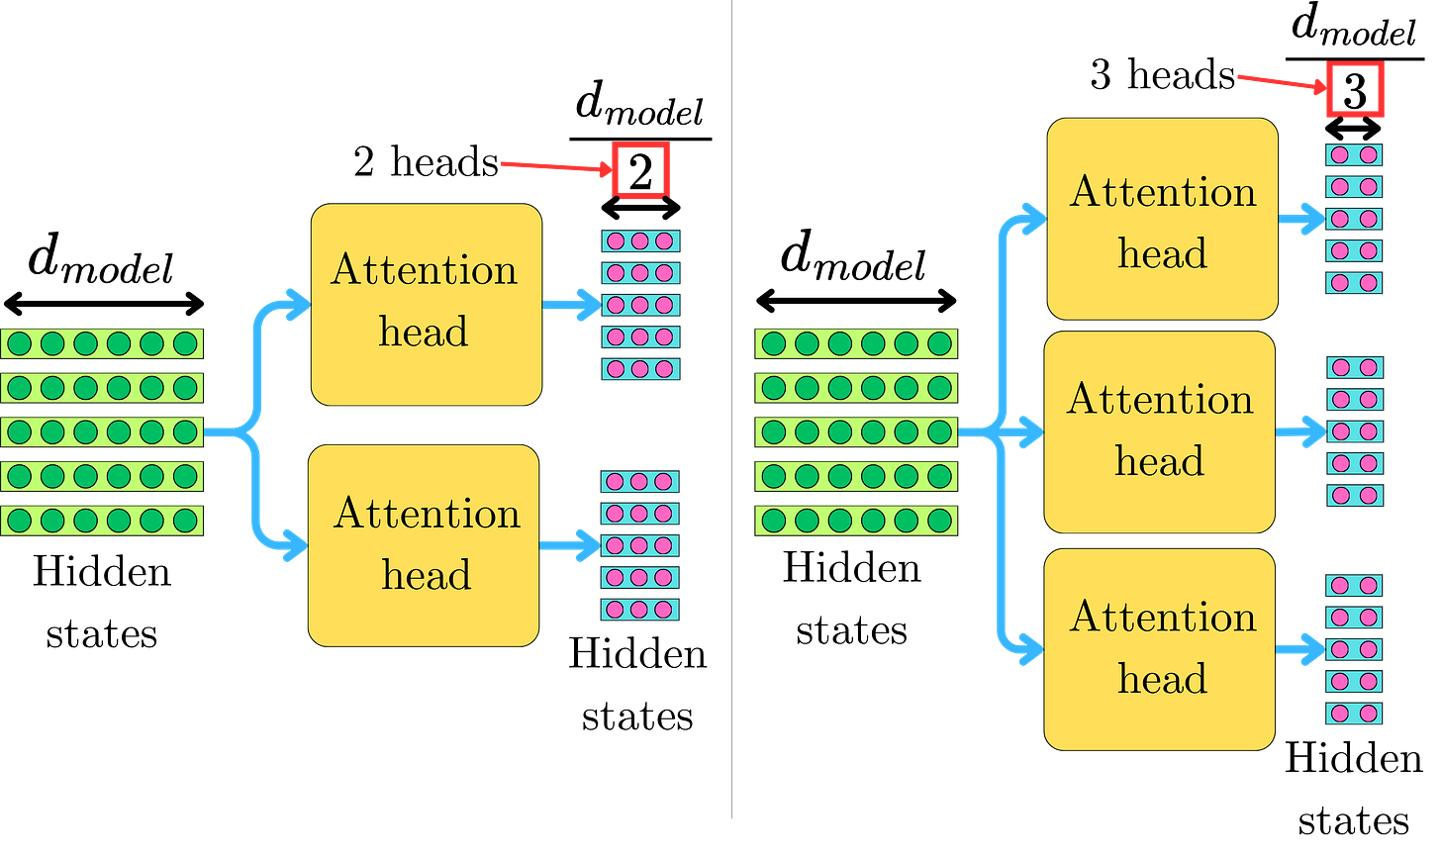 d_model
2 heads
2
d_model
Attention
head
Attention
head
Hidden
states
Hidden
states
d_model
3 heads
3
d_model
Attention
head
Attention
head
Attention
head
Hidden
states
Hidden
states